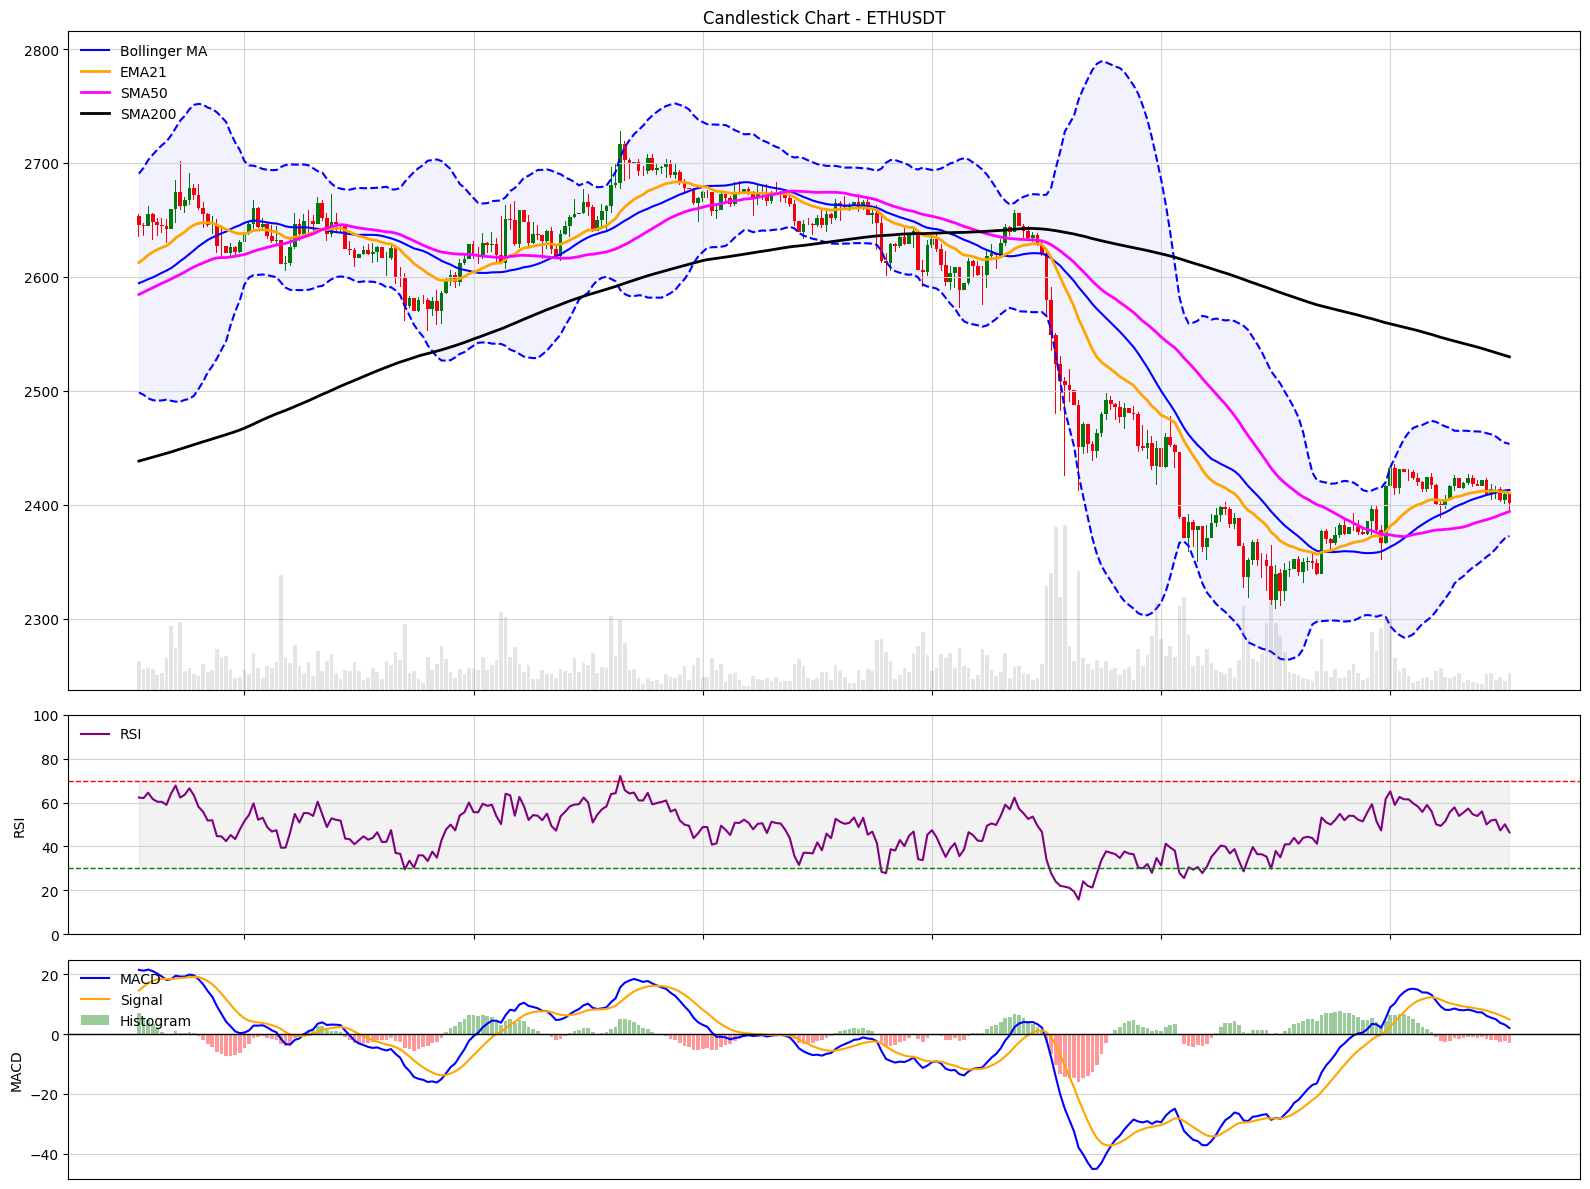 Candlestick Chart - ETHUSDT
2800
2700
2600
2500
2400
2300
Bollinger MA
EMA21
SMA50
SMA200
100
80
60
40
20
0
RSI
RSI
20
0
−20
−40
MACD
MACD
Signal
Histogram